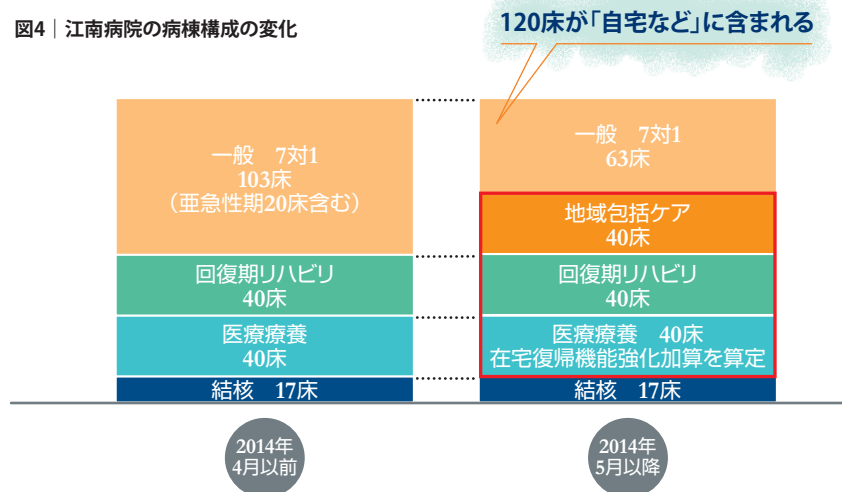 図4｜江南病院の病棟構成の変化
120床が「自宅など」に含まれる
一般　7対1
103床
（亜急性期20床含む）
回復期リハビリ
40床
医療療養
40床
結核　17床
2014年
4月以前
一般　7対1
63床
地域包括ケア
40床
回復期リハビリ
40床
医療療養　40床
在宅復帰機能強化加算を算定
結核　17床
2014年
5月以降